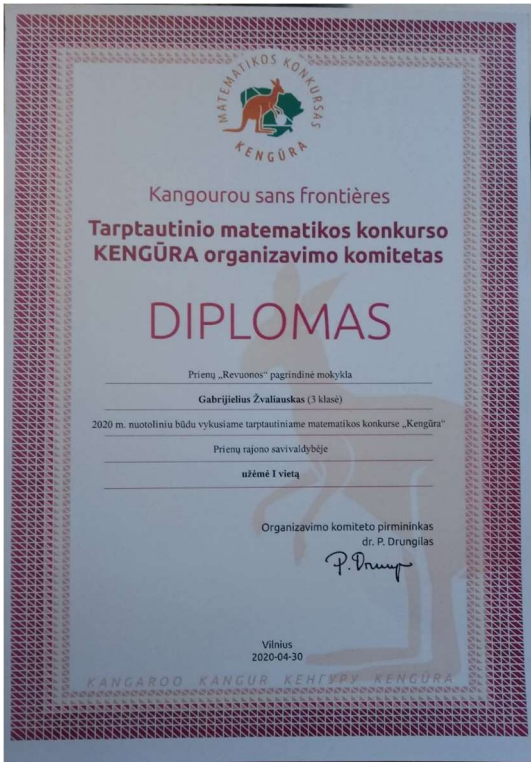 MATEMATIKOS KONKURSAS
KENGŪRA
Kangourou sans frontières
Tarptautinio matematikos konkurso
KENGŪRA organizavimo komitetas
DIPLOMAS
Prienų „Revuonos“ pagrindinė mokykla
Gabrijielius Žvaliauskas (3 klasė)
2020 m. nuotoliniu būdu vykusiame tarptautiniame matematikos konkurse „Kengūra“
Prienų rajono savivaldybėje
užėmė I vietą
Organizavimo komiteto pirmininkas
dr. P. Drungilas
Vilnius
2020-04-30
KANGAROO KANGUR КЕНГУРУ KENGŪRA